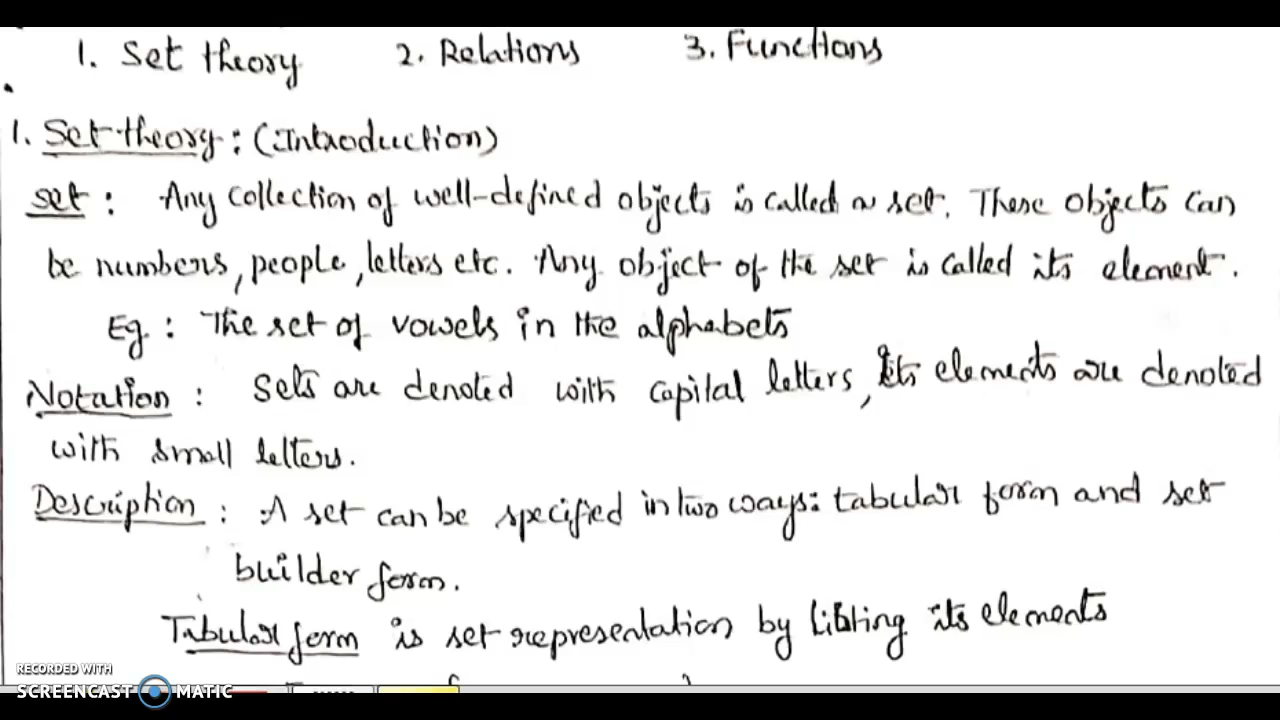 1. Set theory 2. Relations 3. Functions
1. Set theory: (Introduction)
Set: Any collection of well-defined objects is called a set. These objects can
be numbers, people, letters etc. Any object of the set is called its element.
Eg: The set of vowels in the alphabets
Notation: Sets are denoted with capital letters, its elements are denoted
with small letters.
Description: A set can be specified in two ways: tabular form and set
builder form.
Tabular form is set representation by listing its elements
RECORDED WITH
SCREENCAST MATIC